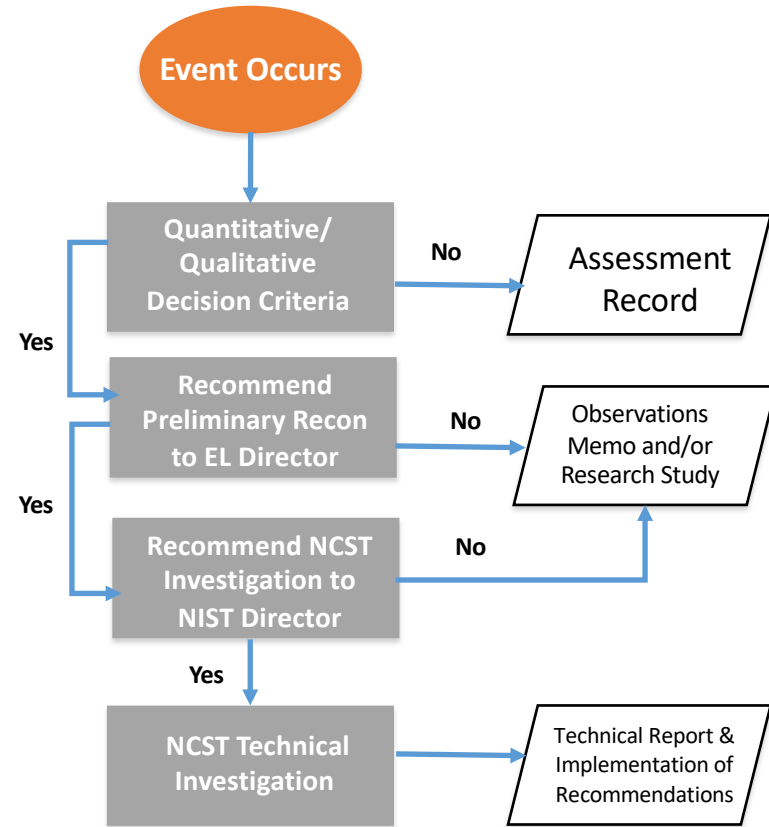 Event Occurs
Quantitative/
Qualitative
Decision Criteria
No
Assessment
Record
Yes
Recommend
Preliminary Recon
to EL Director
No
Observations
Memo and/or
Research Study
Yes
Recommend NCST
Investigation to
NIST Director
No
Yes
NCST Technical
Investigation
Technical Report &
Implementation of
Recommendations